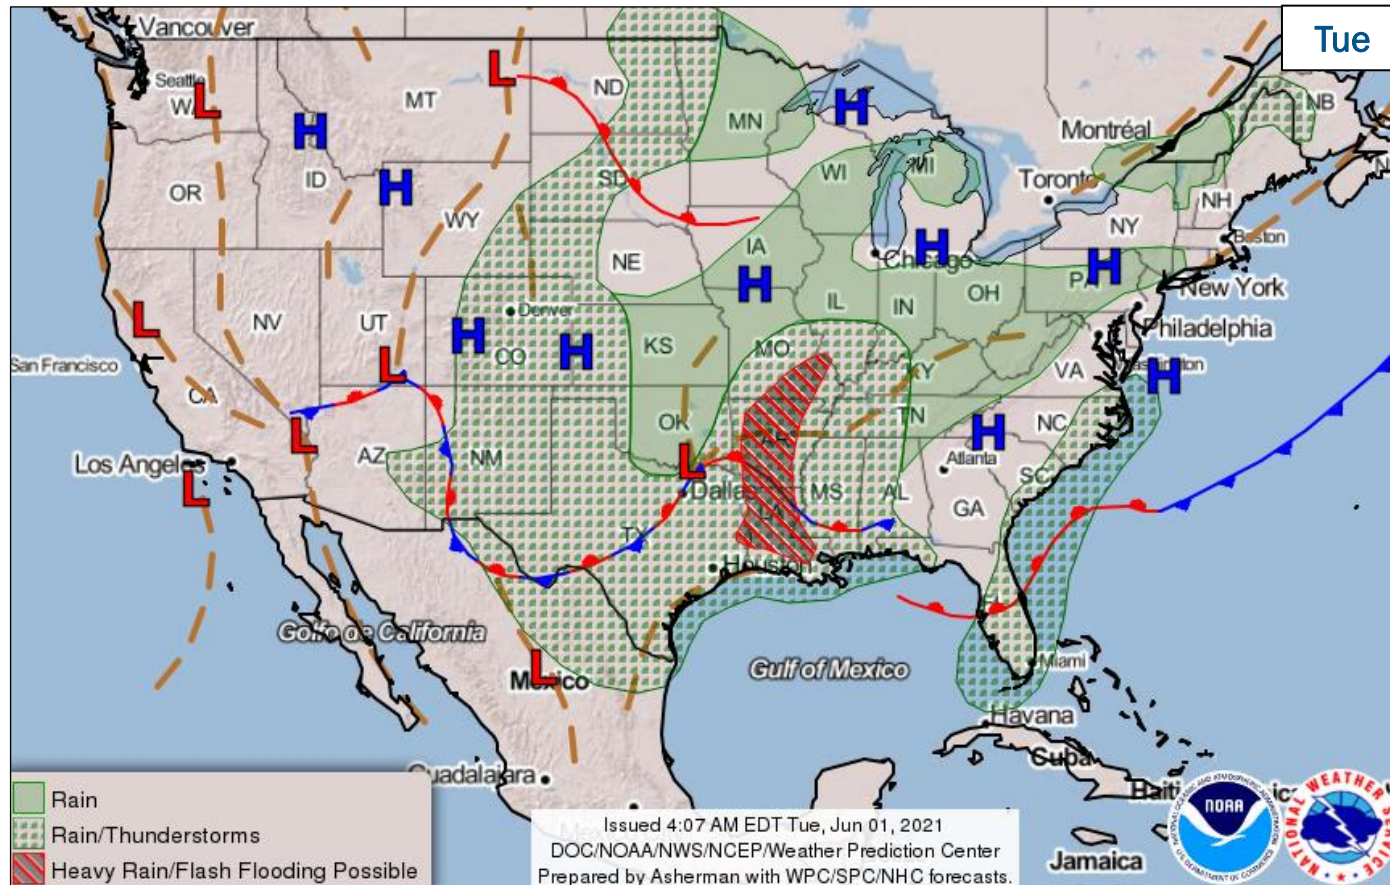 Tue
Vancouver
Seattle
WA
MT
ND
MN
Montréal
NB
OR
ID
SD
WI
MI
Toronto
NH
WY
NY
Boston
IA
NE
Chicago
PA
New York
NV
UT
Denver
CO
KS
IL
IN
OH
Philadelphia
San Francisco
MO
KY
VA
Washington
CA
OK
TN
NC
Los Angeles
AZ
NM
AR
Atlanta
SC
Dallas
MS
AL
GA
TX
LA
Houston
FL
Golfo de California
Gulf of Mexico
Miami
Mexico
Havana
Cuba
Guadalajara
Jamaica
H
H
H
H
H
H
H
H
H
H
H
L
L
L
L
L
L
L
L
Rain
Rain/Thunderstorms
Heavy Rain/Flash Flooding Possible
Issued 4:07 AM EDT Tue, Jun 01, 2021
DOC/NOAA/NWS/NCEP/Weather Prediction Center
Prepared by Asherman with WPC/SPC/NHC forecasts.
NOAA
NATIONAL WEATHER SERVICE